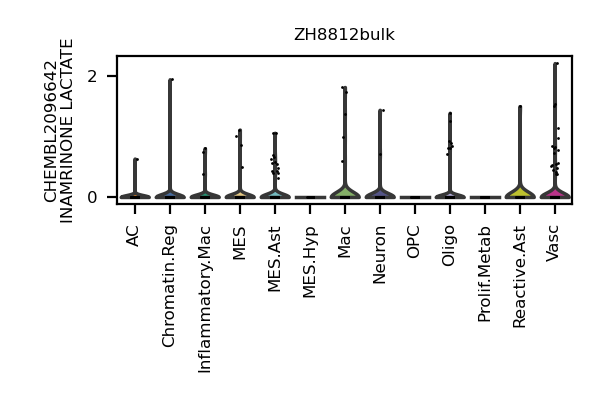 ZH8812bulk
CHEMBL2096642
INAMRINONE LACTATE
2
0
AC
Chromatin.Reg
Inflammatory.Mac
MES
MES.Ast
MES.Hyp
Mac
Neuron
OPC
Oligo
Prolif.Metab
Reactive.Ast
Vasc